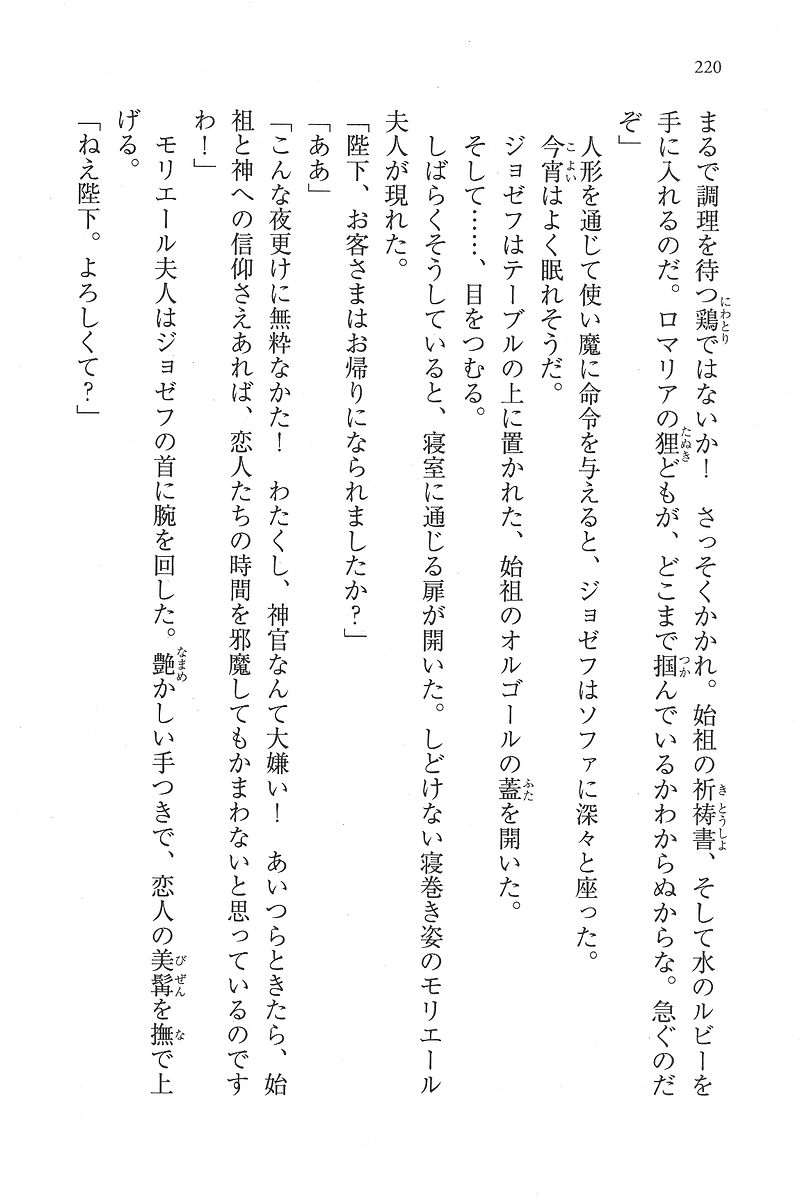 220
まるで調理を待つ鶏ではないか！　さっそくかかれ。始祖の祈祷書、そして水のルビーを
手に入れるのだ。ロマリアの狸どもが、どこまで掴んでいるかわからぬからな。急ぐのだ
ぞ」
　人形を通じて使い魔に命令を与えると、ジョゼフはソファに深々と座った。
　今宵はよく眠れそうだ。
　ジョゼフはテーブルの上に置かれた、始祖のオルゴールの蓋を開いた。
　そして……、目をつむる。
　しばらくそうしていると、寝室に通じる扉が開いた。しどけない寝巻き姿のモリエール
夫人が現れた。
「陛下、お客さまはお帰りになられましたか？」
「ああ」
「こんな夜更けに無粋なかた！　わたくし、神官なんて大嫌い！　あいつらときたら、始
祖と神への信仰さえあれば、恋人たちの時間を邪魔してもかまわないと思っているのです
わ！」
　モリエール夫人はジョゼフの首に腕を回した。艶かしい手つきで、恋人の美髯を撫で上
げる。
「ねえ陛下。よろしくて？」